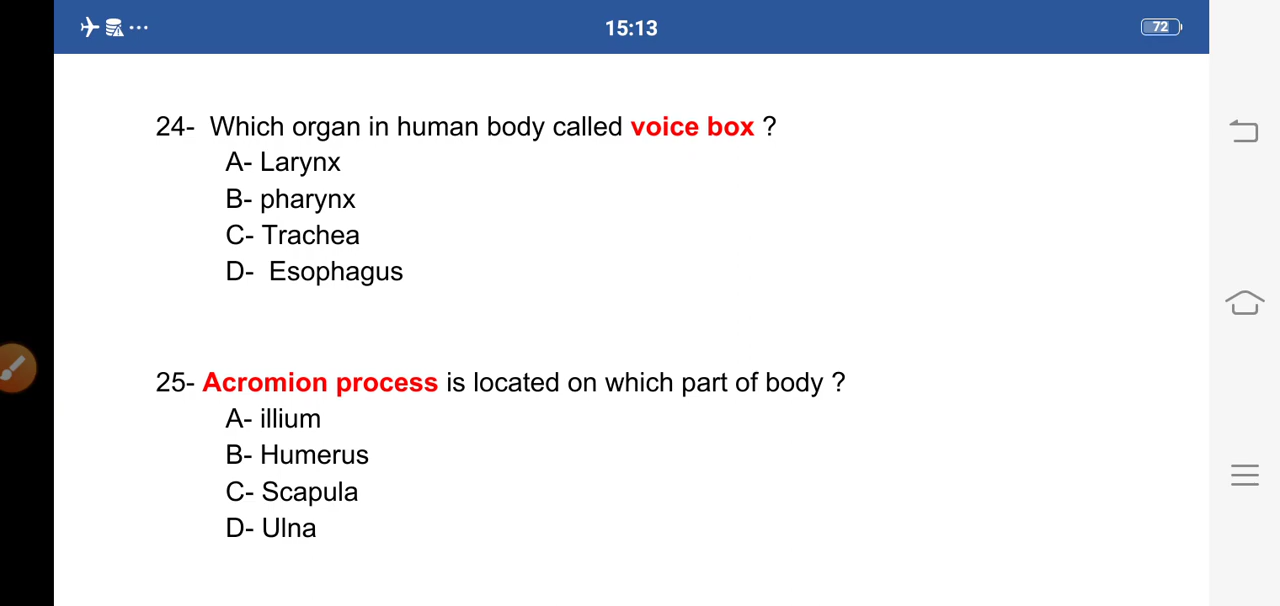 15:13
72
24- Which organ in human body called voice box ?
A- Larynx
B- pharynx
C- Trachea
D- Esophagus
25- Acromion process is located on which part of body ?
A- illium
B- Humerus
C- Scapula
D- Ulna